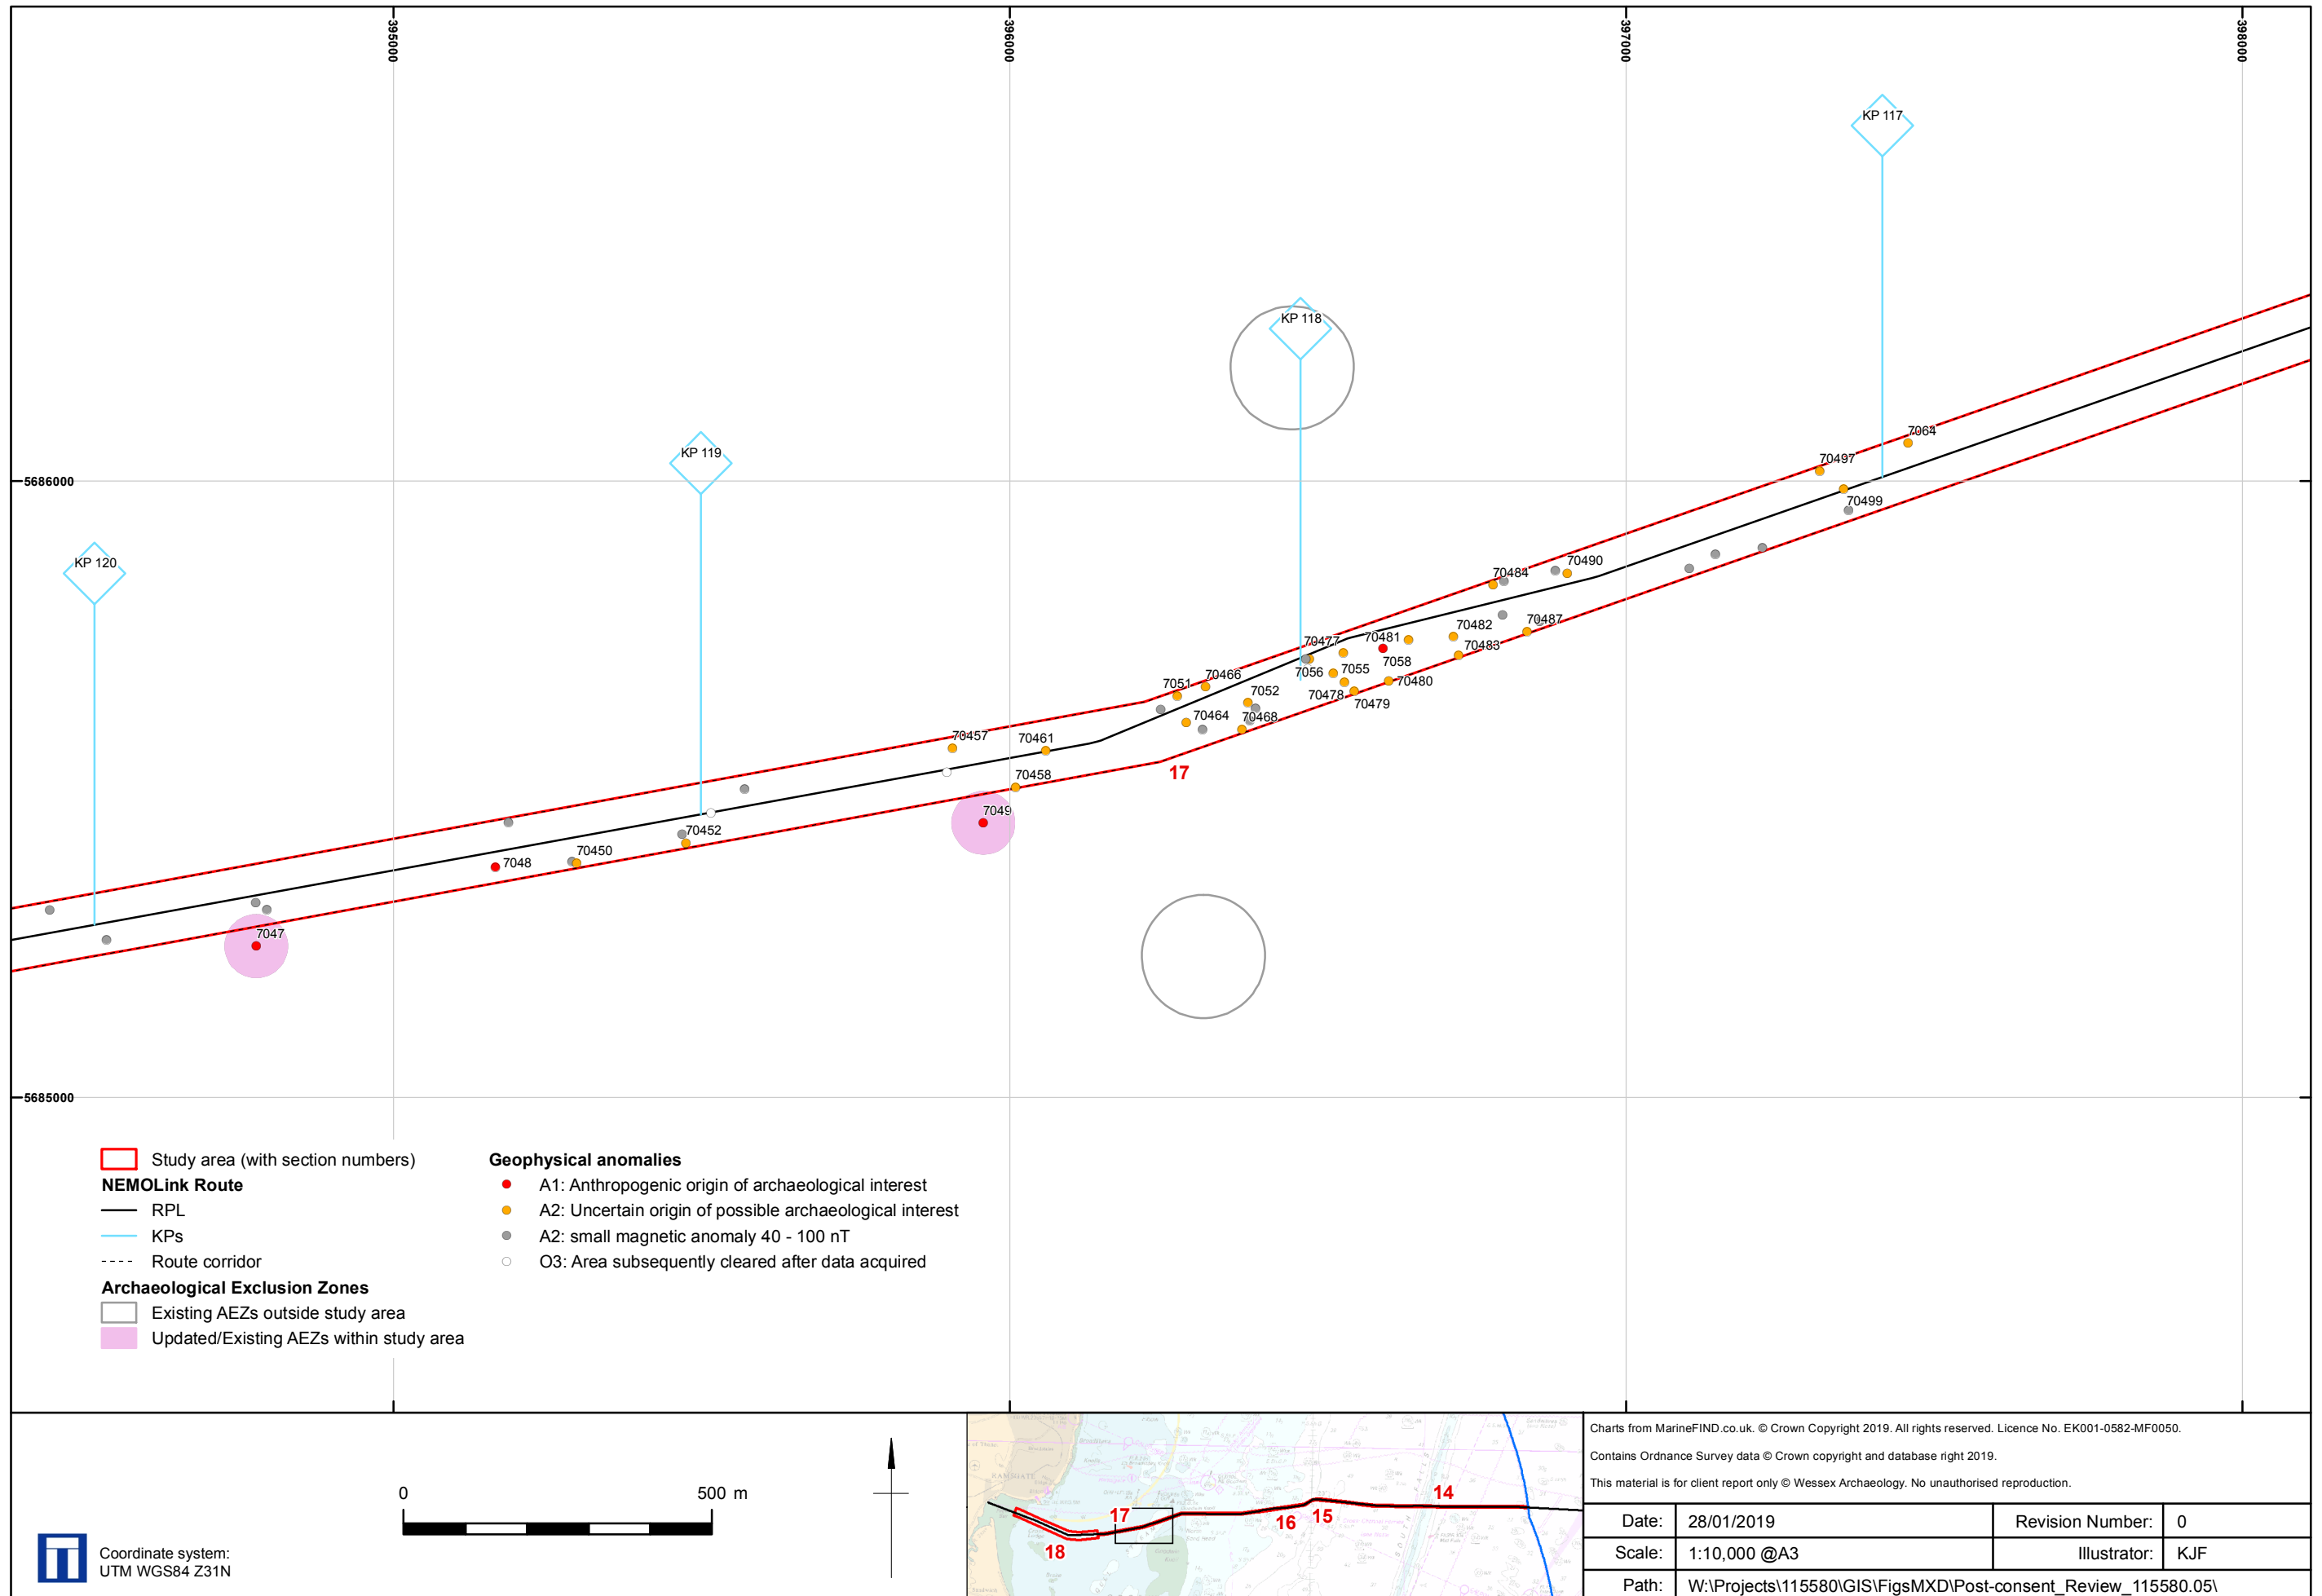 395000
396000
397000
398000
KP 117
KP 118
KP 119
KP 120
5686000
5685000
7064
70497
70499
70490
70484
70487
70482
70483
70481
70477
7058
7056
7055
70480
70478
70479
70466
7051
7052
70464
70468
17
70457
70461
70458
7049
70452
70450
7048
7047
Study area (with section numbers)
NEMOLink Route
RPL
KPs
Route corridor
Archaeological Exclusion Zones
Existing AEZs outside study area
Updated/Existing AEZs within study area
Geophysical anomalies
A1: Anthropogenic origin of archaeological interest
A2: Uncertain origin of possible archaeological interest
A2: small magnetic anomaly 40 - 100 nT
O3: Area subsequently cleared after data acquired
0 500 m
Coordinate system:
UTM WGS84 Z31N
14
15
16
17
18
Charts from MarineFIND.co.uk. © Crown Copyright 2019. All rights reserved. Licence No. EK001-0582-MF0050.
Contains Ordnance Survey data © Crown copyright and database right 2019.
This material is for client report only © Wessex Archaeology. No unauthorised reproduction.
Date: 28/01/2019 Revision Number: 0
Scale: 1:10,000 @A3 Illustrator: KJF
Path: W:\Projects\115580\GIS\FigsMXD\Post-consent_Review_115580.05\